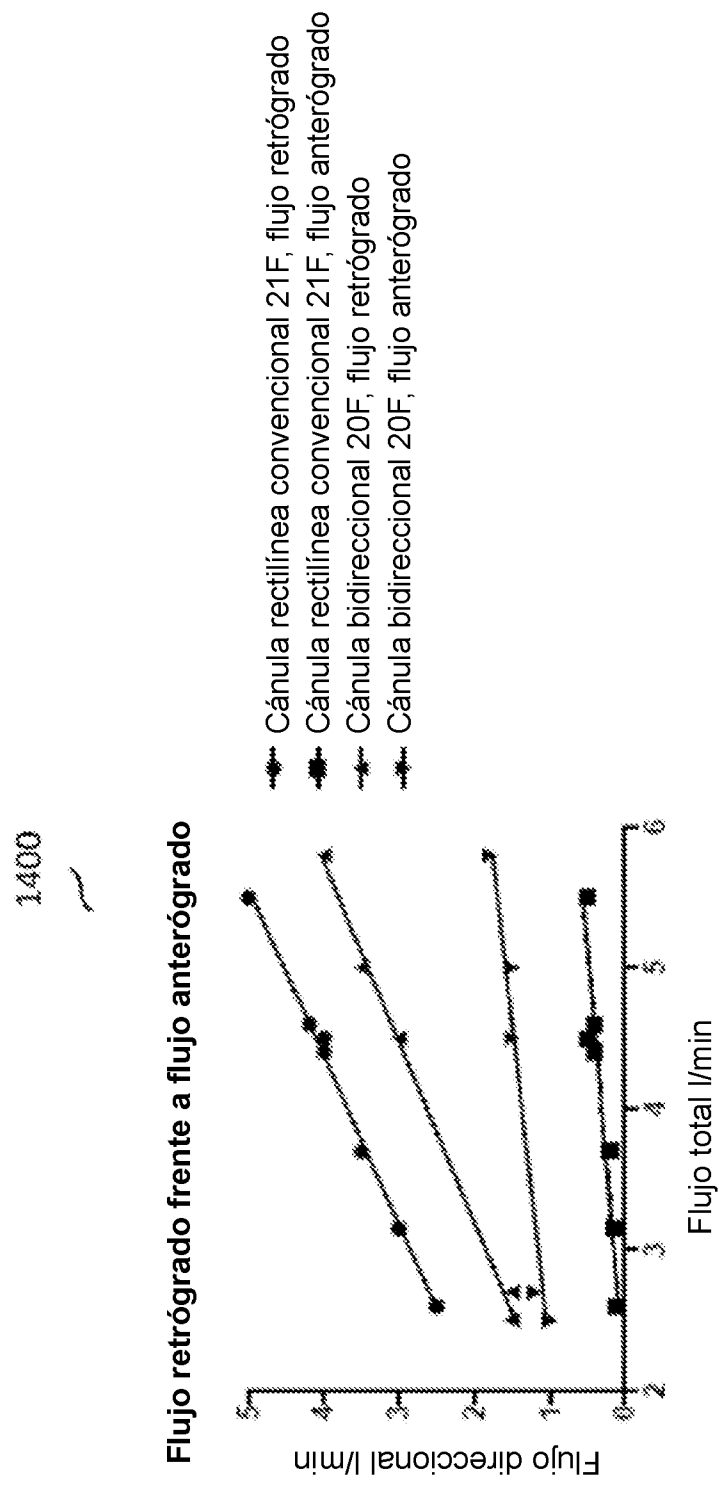 1400
Flujo retrógrado frente a flujo anterógrado
Flujo direccional l/min
5
4
3
2
1
0
2
3
4
5
6
Flujo total l/min
Cánula rectilínea convencional 21F, flujo retrógrado
Cánula rectilínea convencional 21F, flujo anterógrado
Cánula bidireccional 20F, flujo retrógrado
Cánula bidireccional 20F, flujo anterógrado